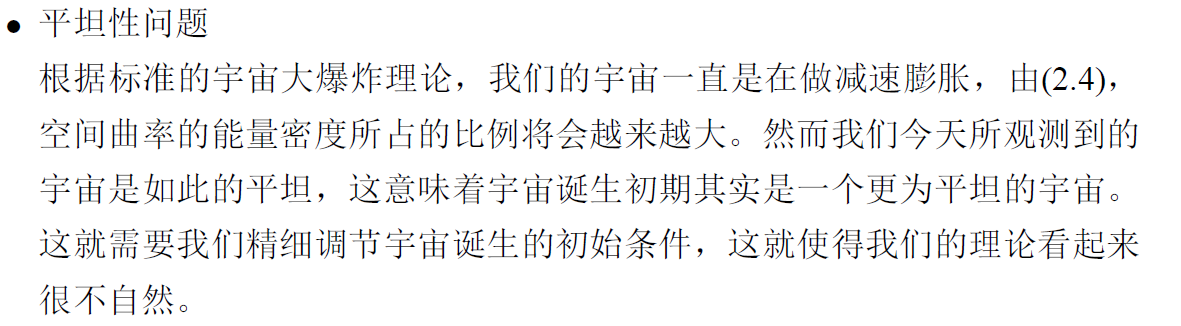 ● 平坦性问题
根据标准的宇宙大爆炸理论，我们的宇宙一直是在做减速膨胀，由(2.4)，
空间曲率的能量密度所占的比例将会越来越大。然而我们今天所观测到的
宇宙是如此的平坦，这意味着宇宙诞生初期其实是一个更为平坦的宇宙。
这就需要我们精细调节宇宙诞生的初始条件，这就使得我们的理论看起来
很不自然。